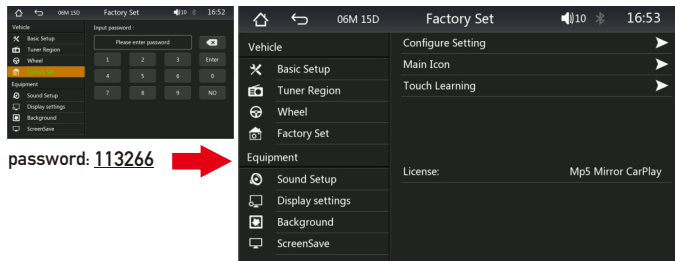 06M 15D Factory Set 10 16:52
Vehicle
Basic Setup
Tuner Region
Wheel
Equipment
Sound Setup
Display settings
Background
ScreenSave
Input password :
Please enter password
1 2 3 Enter
4 5 6 0
7 8 9 NO
password: 113266
06M 15D Factory Set 10 16:53
Vehicle
Basic Setup
Tuner Region
Wheel
Factory Set
Equipment
Sound Setup
Display settings
Background
ScreenSave
Configure Setting
Main Icon
Touch Learning
License: Mp5 Mirror CarPlay